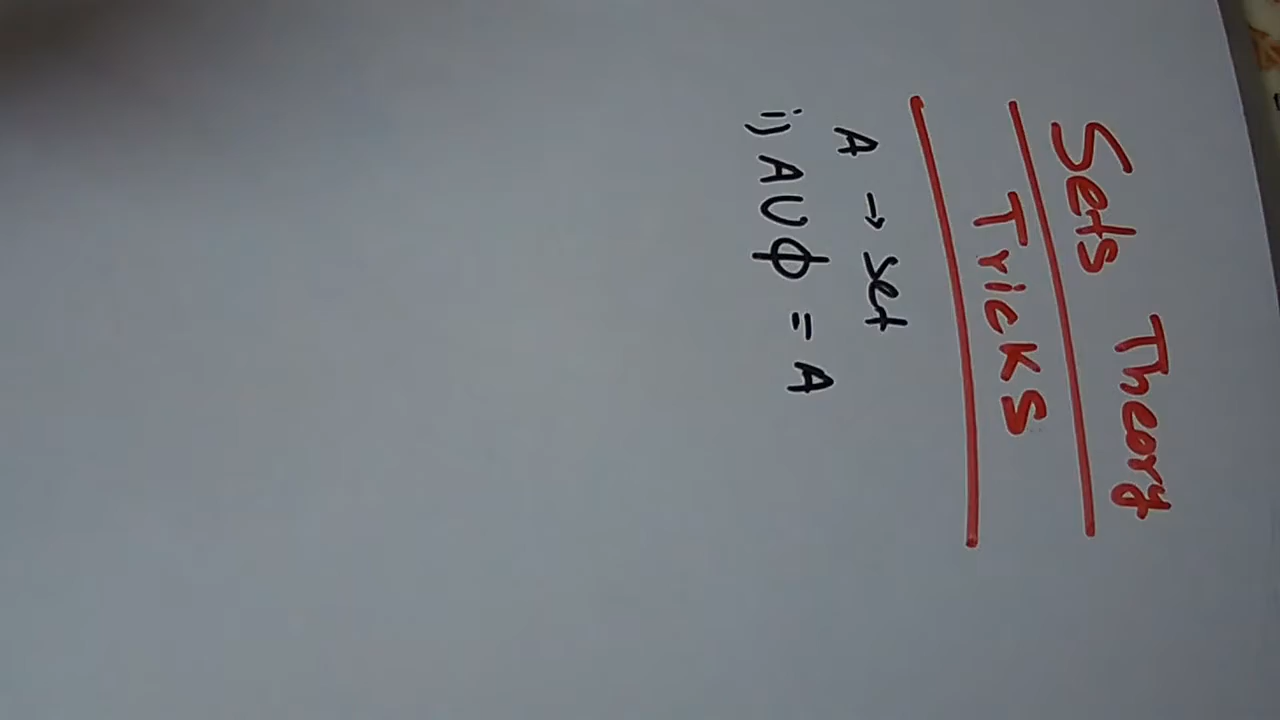 Sets Theory
Tricks
A → set
i) A∪ϕ = A